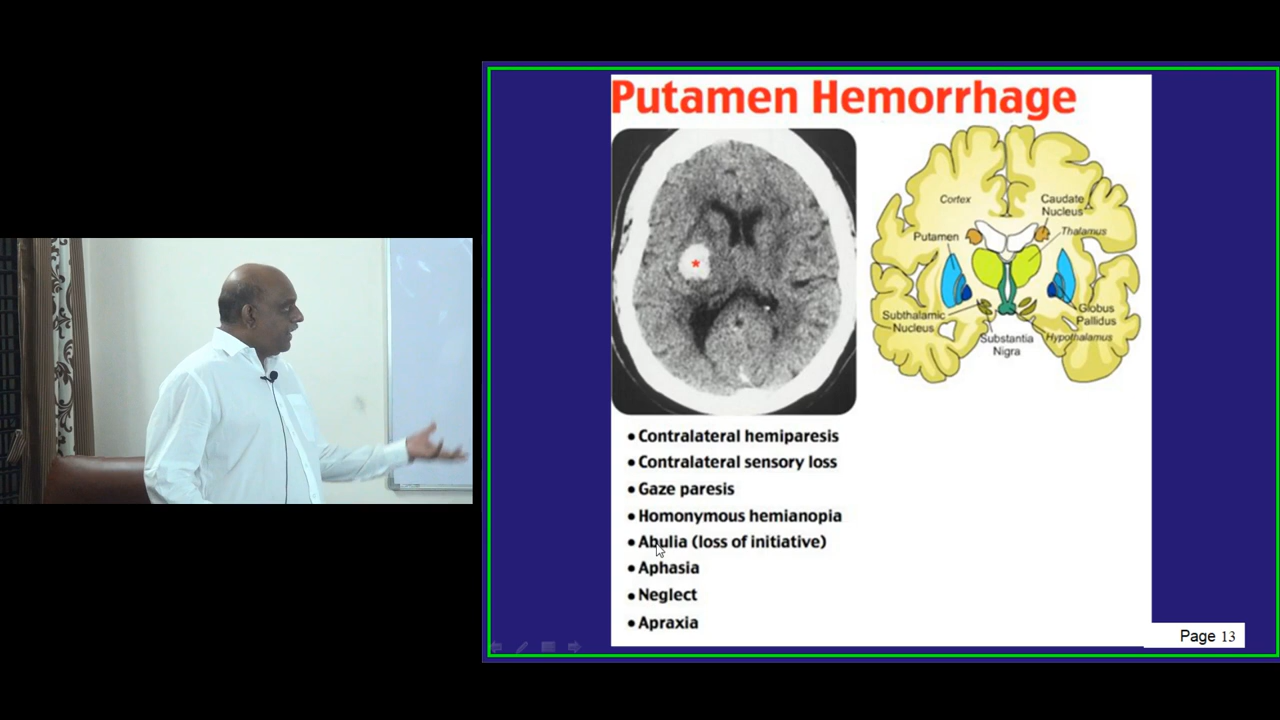 Putamen Hemorrhage
Cortex
Caudate
Nucleus
Putamen
Thalamus
Subthalamic
Nucleus
Globus
Pallidus
Substantia
Nigra
Hypothalamus
• Contralateral hemiparesis
• Contralateral sensory loss
• Gaze paresis
• Homonymous hemianopia
• Abulia (loss of initiative)
• Aphasia
• Neglect
• Apraxia
Page 13